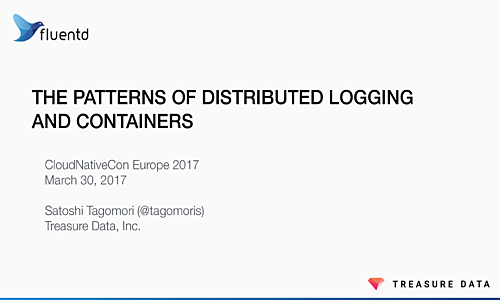 fluentd
THE PATTERNS OF DISTRIBUTED LOGGING
AND CONTAINERS
CloudNativeCon Europe 2017
March 30, 2017
Satoshi Tagomori (@tagomoris)
Treasure Data, Inc.
TREASURE DATA